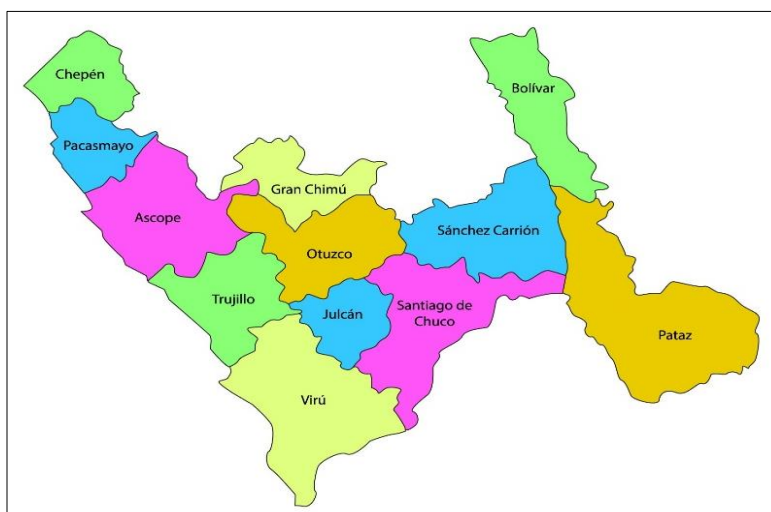 Chepén
Bolívar
Pacasmayo
Gran Chimú
Ascope
Sánchez Carrión
Otuzco
Trujillo
Julcán
Santiago de
Chuco
Pataz
Virú